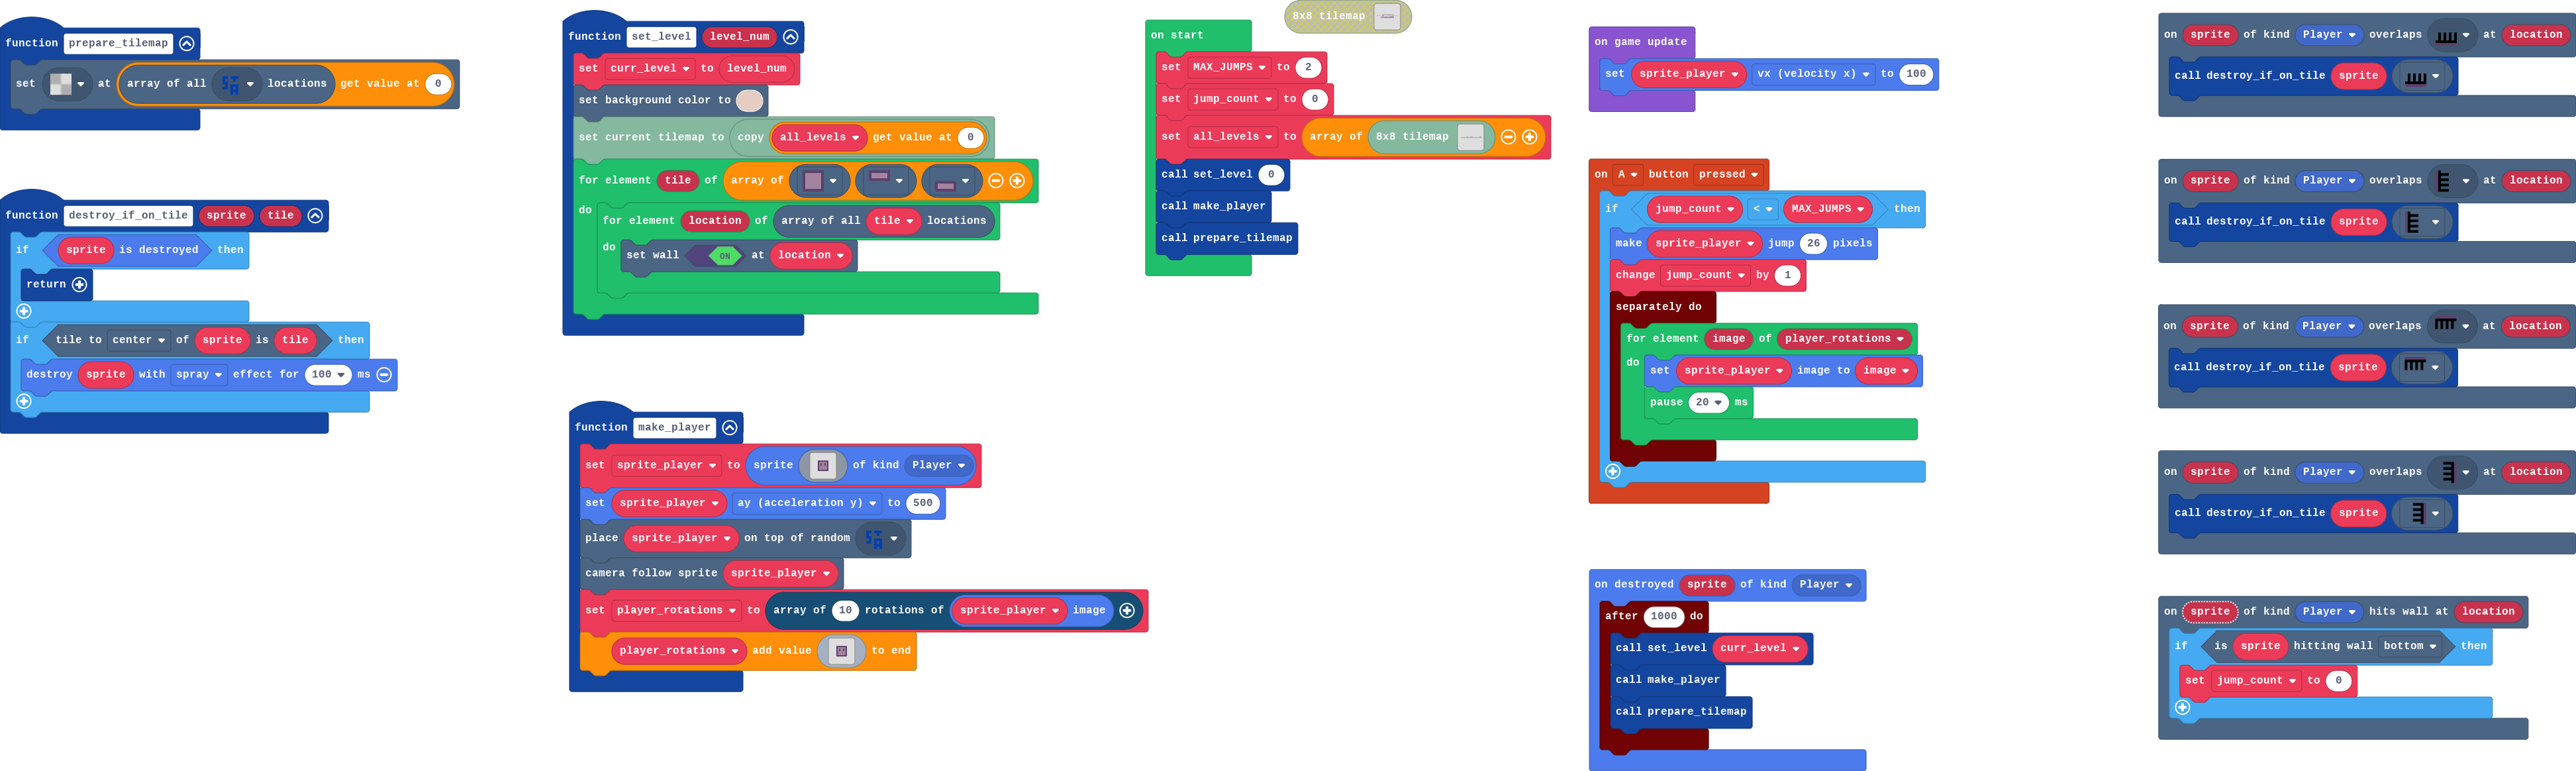 function prepare_tilemap
set at array of all locations get value at 0
function destroy_if_on_tile sprite tile
if sprite is destroyed then
return
if tile to center of sprite is tile then
destroy sprite with spray effect for 100 ms
function set_level level_num
set curr_level to level_num
set background color to
set current tilemap to copy all_levels get value at 0
for element tile of array of
do for element location of array of all tile locations
do set wall ON at location
function make_player
set sprite_player to sprite of kind Player
set sprite_player ay (acceleration y) to 500
place sprite_player on top of random
camera follow sprite sprite_player
set player_rotations to array of 10 rotations of sprite_player image
player_rotations add value to end
8x8 tilemap
on start
set MAX_JUMPS to 2
set jump_count to 0
set all_levels to array of 8x8 tilemap
call set_level 0
call make_player
call prepare_tilemap
on game update
set sprite_player vx (velocity x) to 100
on A button pressed
if jump_count < MAX_JUMPS then
make sprite_player jump 26 pixels
change jump_count by 1
separately do
for element image of player_rotations
do set sprite_player image to image
pause 20 ms
on destroyed sprite of kind Player
after 1000 do
call set_level curr_level
call make_player
call prepare_tilemap
on sprite of kind Player overlaps at location
call destroy_if_on_tile sprite
on sprite of kind Player overlaps at location
call destroy_if_on_tile sprite
on sprite of kind Player overlaps at location
call destroy_if_on_tile sprite
on sprite of kind Player overlaps at location
call destroy_if_on_tile sprite
on sprite of kind Player hits wall at location
if is sprite hitting wall bottom then
set jump_count to 0